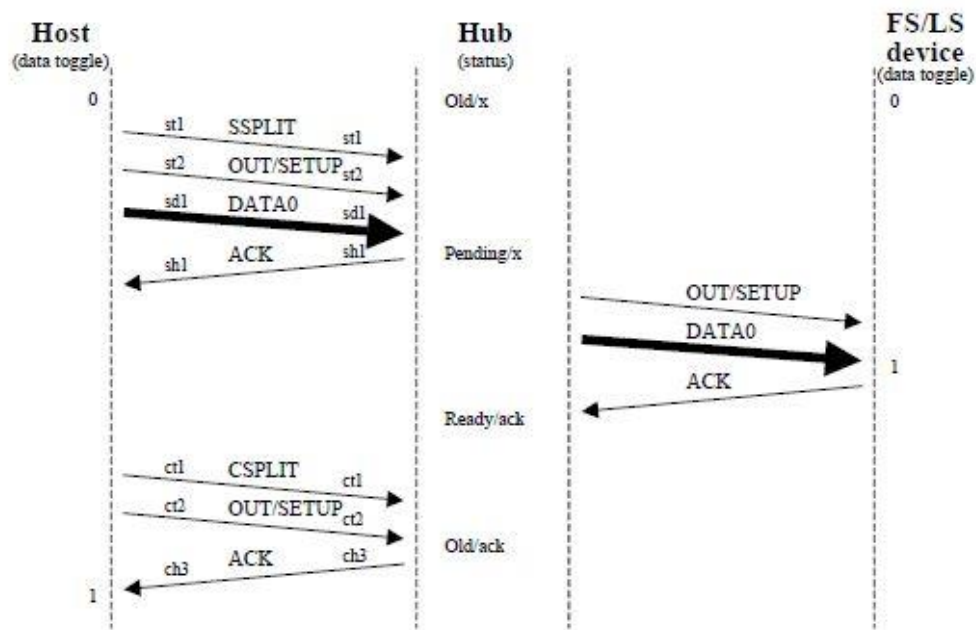 Host
(data toggle)
Hub
(status)
FS/LS
device
(data toggle)
0
Old/x
0
st1 SSPLIT st1
st2 OUT/SETUP st2
sd1 DATA0 sd1
Pending/x
sh1 ACK sh1
OUT/SETUP
DATA0
1
ACK
Ready/ack
ct1 CSPLIT ct1
ct2 OUT/SETUP ct2
Old/ack
ch3 ACK ch3
1